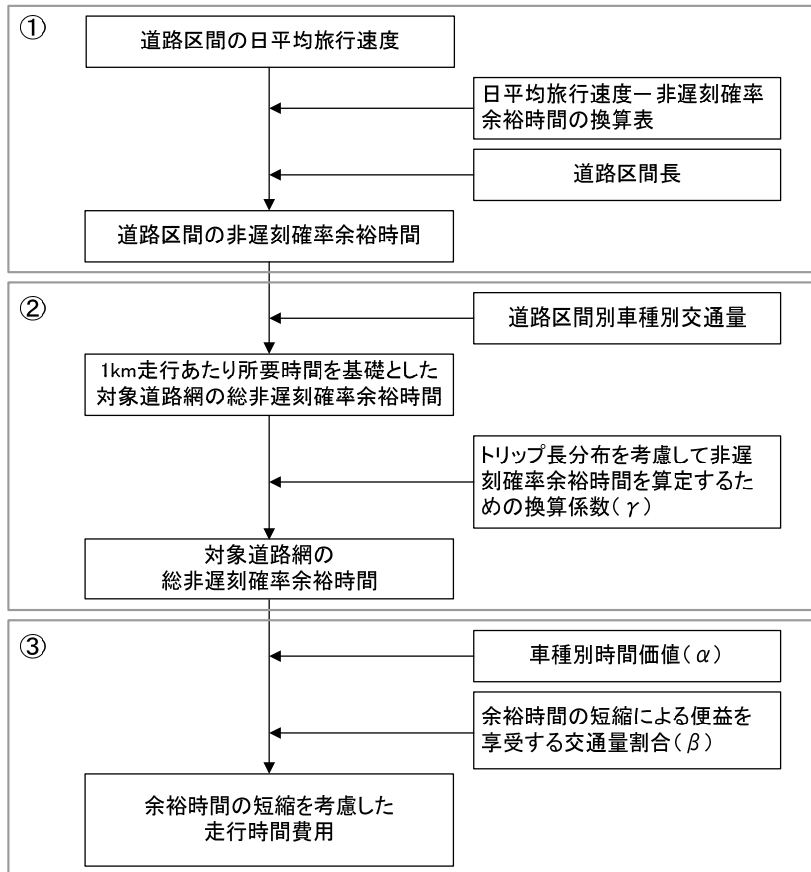 ①
道路区間の日平均旅行速度
日平均旅行速度－非遅刻確率
余裕時間の換算表
道路区間長
道路区間の非遅刻確率余裕時間
②
道路区間別車種別交通量
1km走行あたり所要時間を基礎とした
対象道路網の総非遅刻確率余裕時間
トリップ長分布を考慮して非遅
刻確率余裕時間を算定するた
めの換算係数(γ)
対象道路網の
総非遅刻確率余裕時間
③
車種別時間価値(α)
余裕時間の短縮による便益を
享受する交通量割合(β)
余裕時間の短縮を考慮した
走行時間費用